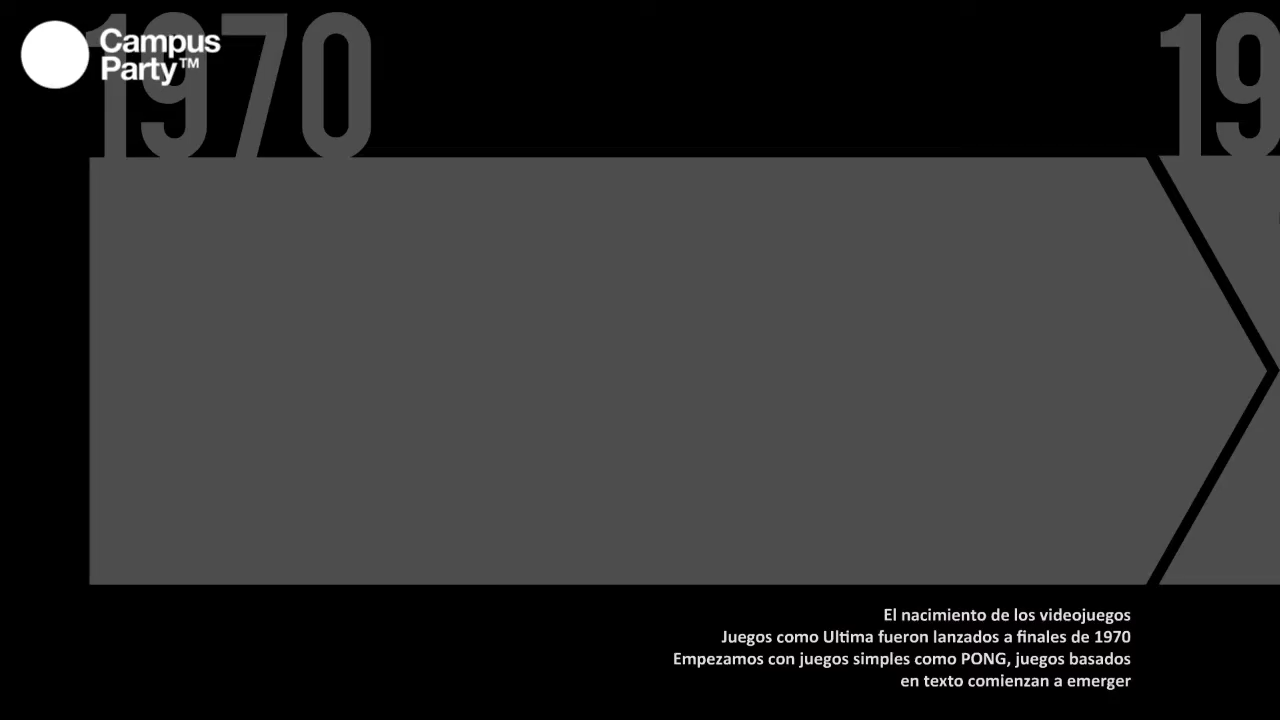 1970
19
Campus
Party™
El nacimiento de los videojuegos
Juegos como Ultima fueron lanzados a finales de 1970
Empezamos con juegos simples como PONG, juegos basados
en texto comienzan a emerger